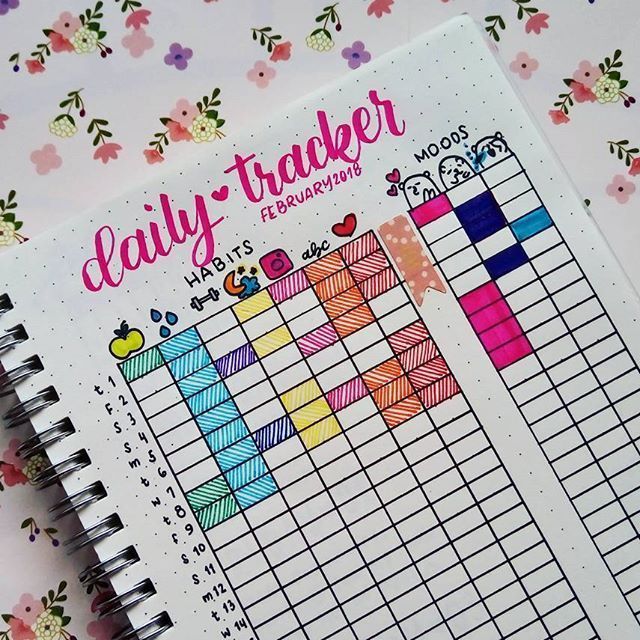 daily tracker
FEBRUARY 2018
HABITS
MOODS
abc
t 1
f 2
s 3
s 4
m 5
t 6
w 7
t 8
f 9
s 10
s 11
m 12
t 13
w 14